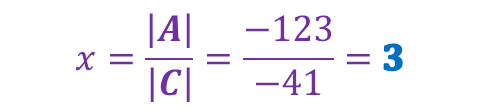 x = |A| / |C| = −123 / −41 = 3